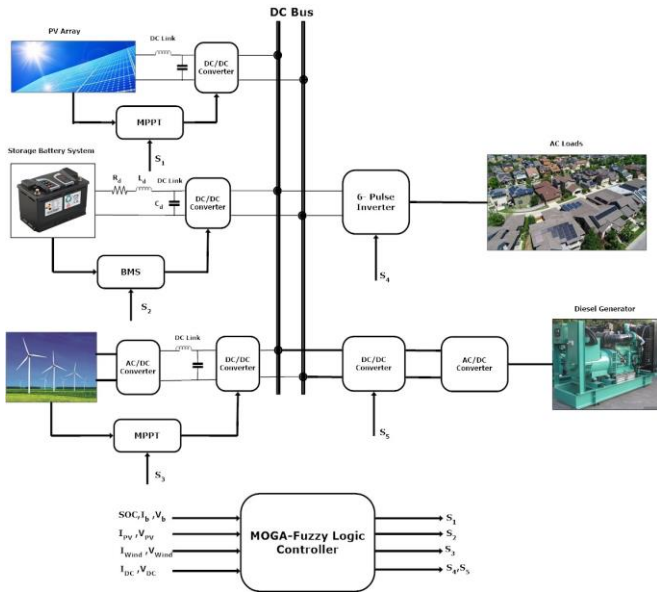 DC Bus
PV Array
DC Link
DC/DC
Converter
MPPT
S1
Storage Battery System
Rd
Ld
DC Link
Cd
DC/DC
Converter
BMS
S2
6- Pulse
Inverter
S4
AC Loads
AC/DC
Converter
DC Link
DC/DC
Converter
MPPT
S3
DC/DC
Converter
S5
AC/DC
Converter
Diesel Generator
SOC,Ib ,Vb
IPV ,VPV
IWind ,VWind
IDC ,VDC
MOGA-Fuzzy Logic
Controller
S1
S2
S3
S4,S5